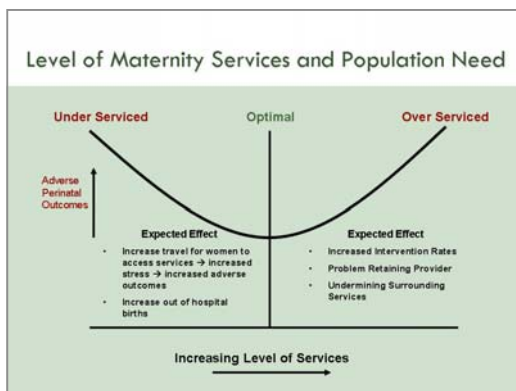 Level of Maternity Services and Population Need
Under Serviced
Optimal
Over Serviced
Adverse
Perinatal
Outcomes
Expected Effect
• Increase travel for women to
access services → increased
stress → increased adverse
outcomes
• Increase out of hospital
births
Expected Effect
• Increased Intervention Rates
• Problem Retaining Provider
• Undermining Surrounding
Services
Increasing Level of Services